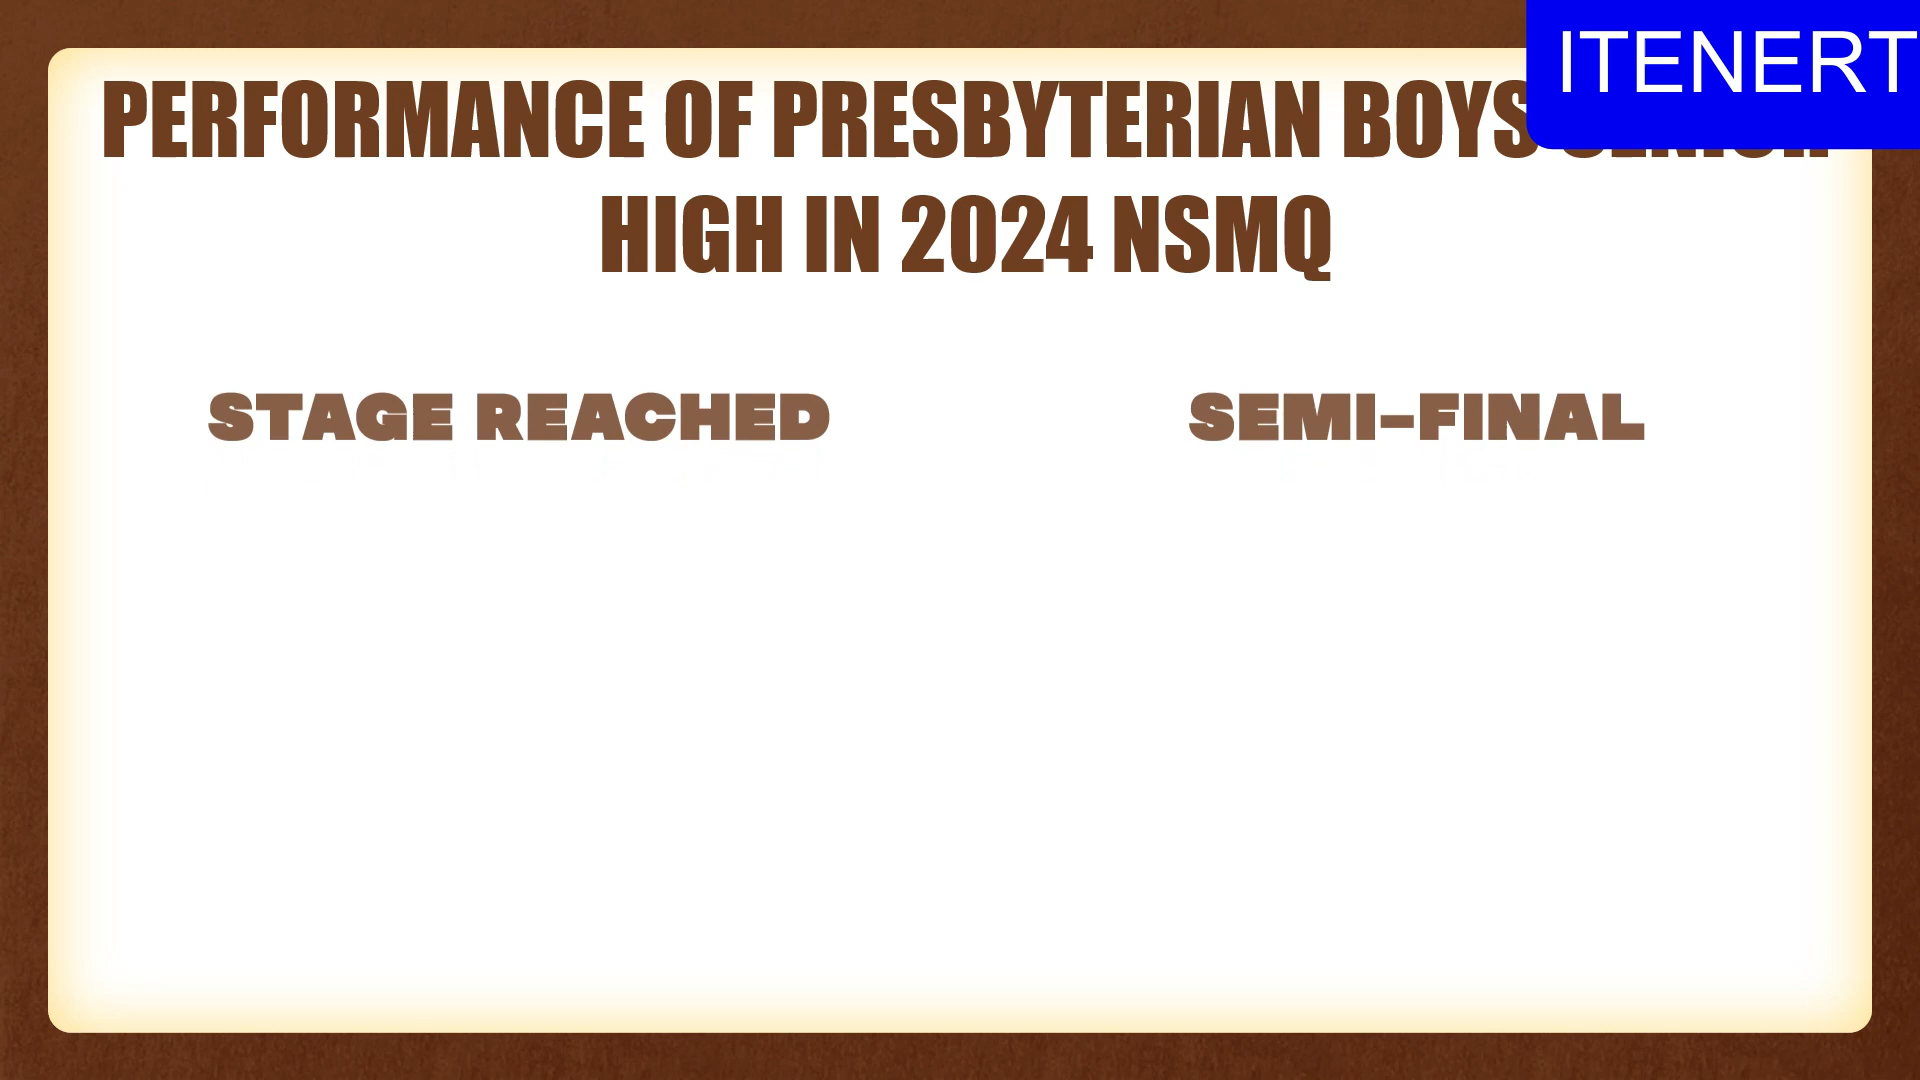 ITENERT
PERFORMANCE OF PRESBYTERIAN BOYS
HIGH IN 2024 NSMQ
STAGE REACHED
SEMI-FINAL